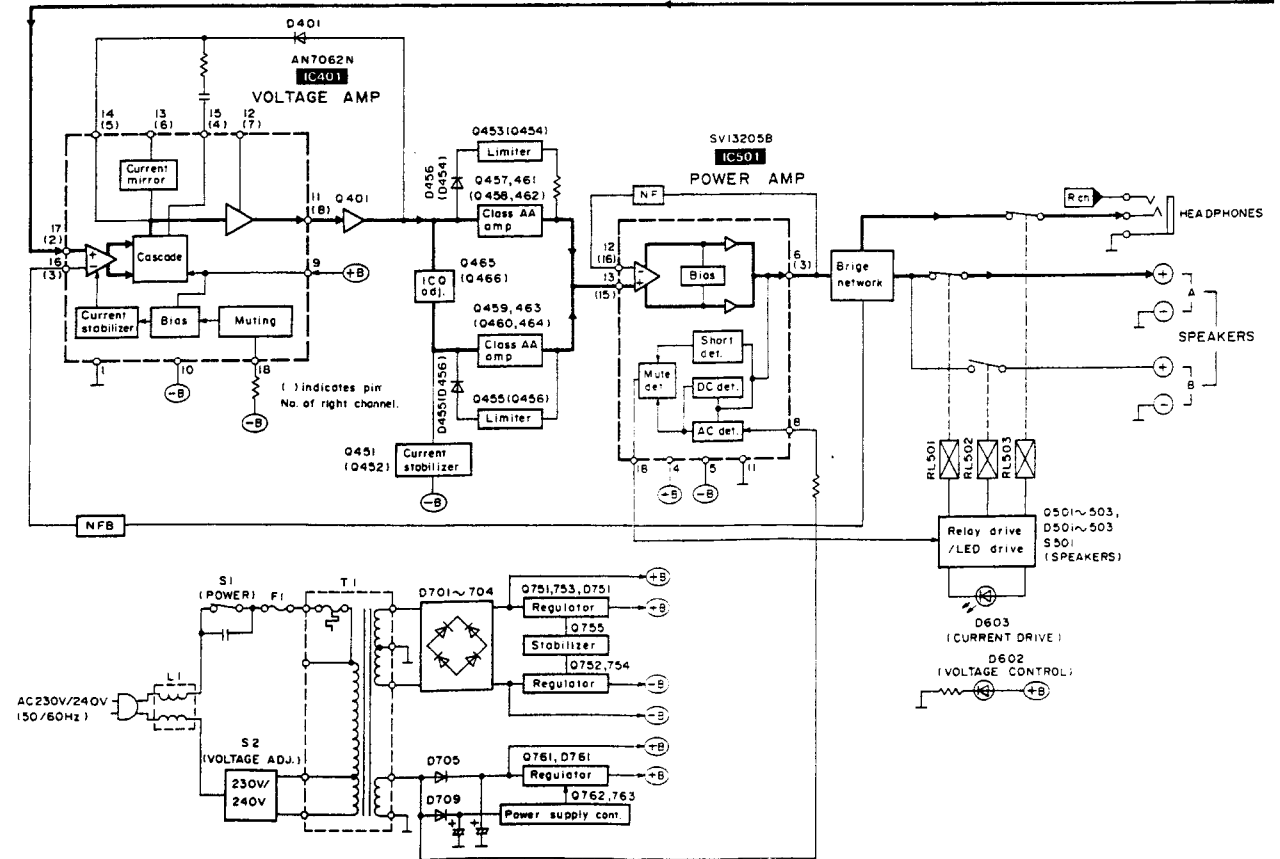 D401
AN7062N
IC401
VOLTAGE AMP
14
(5)
13
(6)
15
(4)
12
(7)
Current
mirror
11
(8)
Q401
17
(2)
16
(3)
+
−
Cascade
9
+B
Current
stabilizer
Bias
Muting
1
10
18
−B
−B
( ) indicates pin
No. of right channel.
NFB
D456
(D454)
Q453(Q454)
Limiter
Q457,461
(Q458,462)
Class AA
amp
Q465
(Q466)
ICQ
adj.
Q459,463
(Q460,464)
Class AA
amp
D455(D456)
Q455(Q456)
Limiter
Q451
(Q452)
Current
stabilizer
−B
SVI3205B
IC501
POWER AMP
NF
12
(16)
13
(15)
−
+
Bias
6
(3)
Short
det.
Mute
det.
DC det.
AC det.
8
18
4
5
11
+B
−B
Brige
network
R ch
HEADPHONES
+
−
A
SPEAKERS
+
−
B
RL501
RL502
RL503
Relay drive
/LED drive
Q501~503,
D501~503
S501
(SPEAKERS)
D603
(CURRENT DRIVE)
D602
(VOLTAGE CONTROL)
+B
S1
(POWER)
F1
T1
D701~704
Q751,753,D751
Regulator
Q755
Stabilizer
Q752,754
Regulator
+B
+B
−B
−B
L1
AC230V/240V
(50/60Hz)
S2
(VOLTAGE ADJ.)
230V/
240V
D705
D709
+
+
Q761,D761
Regulator
Q762,763
Power supply cont.
+B
+B